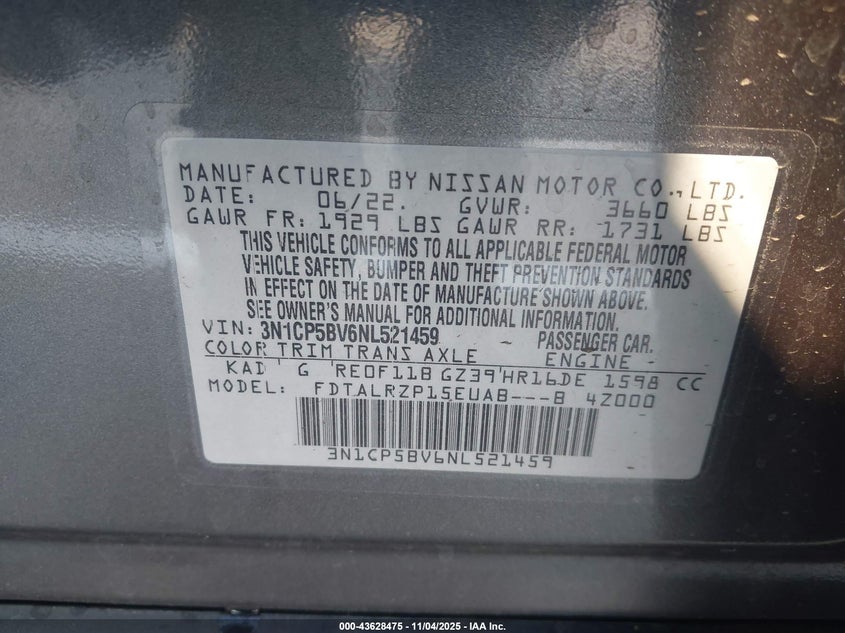 MANUFACTURED BY NISSAN MOTOR CO., LTD.
DATE: 06/22. GVWR: 3660 LBS
GAWR FR: 1929 LBS GAWR RR: 1731 LBS
THIS VEHICLE CONFORMS TO ALL APPLICABLE FEDERAL MOTOR
VEHICLE SAFETY, BUMPER AND THEFT PREVENTION STANDARDS
IN EFFECT ON THE DATE OF MANUFACTURE SHOWN ABOVE.
SEE OWNER'S MANUAL FOR ADDITIONAL INFORMATION.
VIN: 3N1CP5BV6NL521459 - PASSENGER CAR.
COLOR TRIM TRANS AXLE ENGINE -
KAD G RE0F11B GZ39 HR16DE 1598 CC
MODEL: FDTALRZP15EUAB---B 4Z000
3N1CP5BV6NL521459
000-43628475 - 11/04/2025 - IAA Inc.